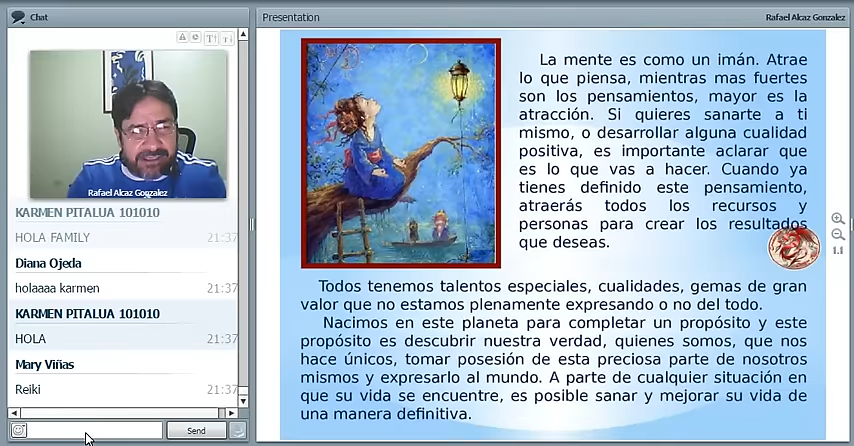 Chat
Rafael Alcaz Gonzalez
KARMEN PITALUA 101010
HOLA FAMILY 21:37
Diana Ojeda
holaaaa karmen 21:37
KARMEN PITALUA 101010
HOLA 21:37
Mary Viñas
Reiki 21:37
Send
Presentation
Rafael Alcaz Gonzalez
La mente es como un imán. Atrae
lo que piensa, mientras mas fuertes
son los pensamientos, mayor es la
atracción. Si quieres sanarte a ti
mismo, o desarrollar alguna cualidad
positiva, es importante aclarar que
es lo que vas a hacer. Cuando ya
tienes definido este pensamiento,
atraerás todos los recursos y
personas para crear los resultados
que deseas.
Todos tenemos talentos especiales, cualidades, gemas de gran
valor que no estamos plenamente expresando o no del todo.
Nacimos en este planeta para completar un propósito y este
propósito es descubrir nuestra verdad, quienes somos, que nos
hace únicos, tomar posesión de esta preciosa parte de nosotros
mismos y expresarlo al mundo. A parte de cualquier situación en
que su vida se encuentre, es posible sanar y mejorar su vida de
una manera definitiva.
1.1